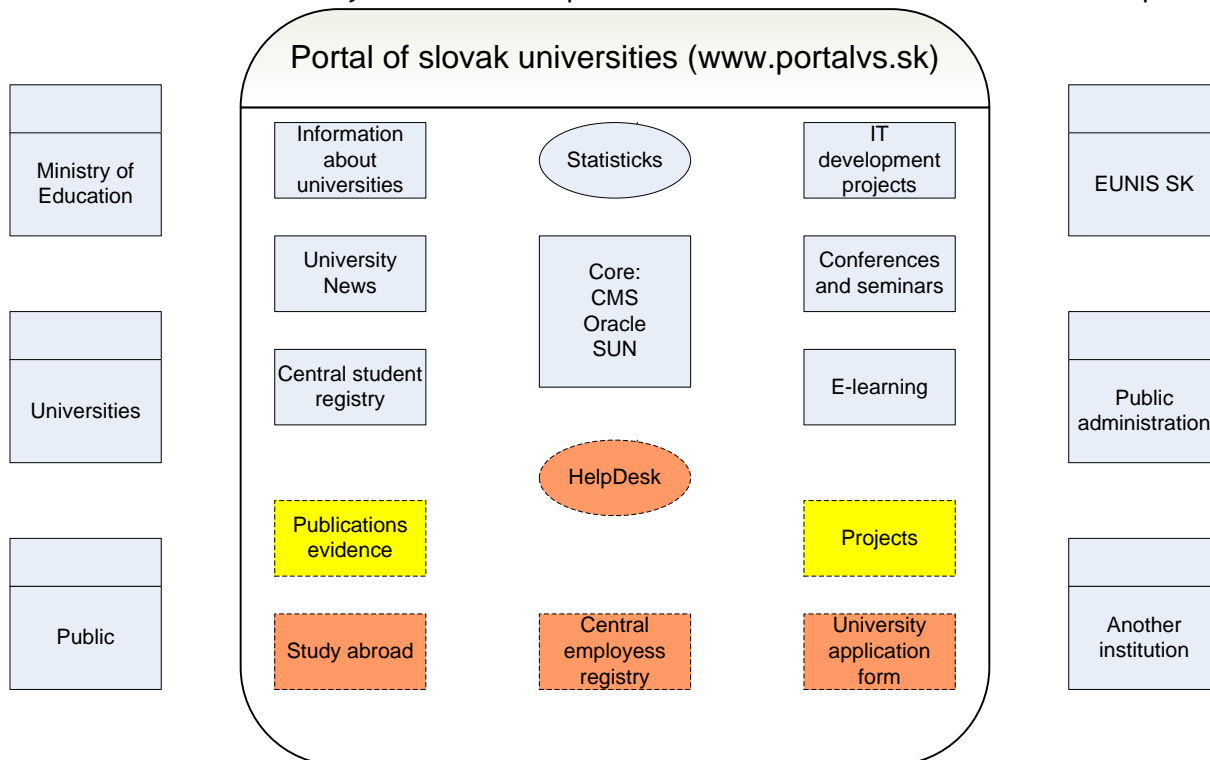 Portal of slovak universities (www.portalvs.sk)
Ministry of
Education
Universities
Public
Information
about
universities
Statisticks
IT
development
projects
University
News
Core:
CMS
Oracle
SUN
Conferences
and seminars
Central student
registry
E-learning
HelpDesk
Publications
evidence
Projects
Study abroad
Central
employess
registry
University
application
form
EUNIS SK
Public
administration
Another
institution